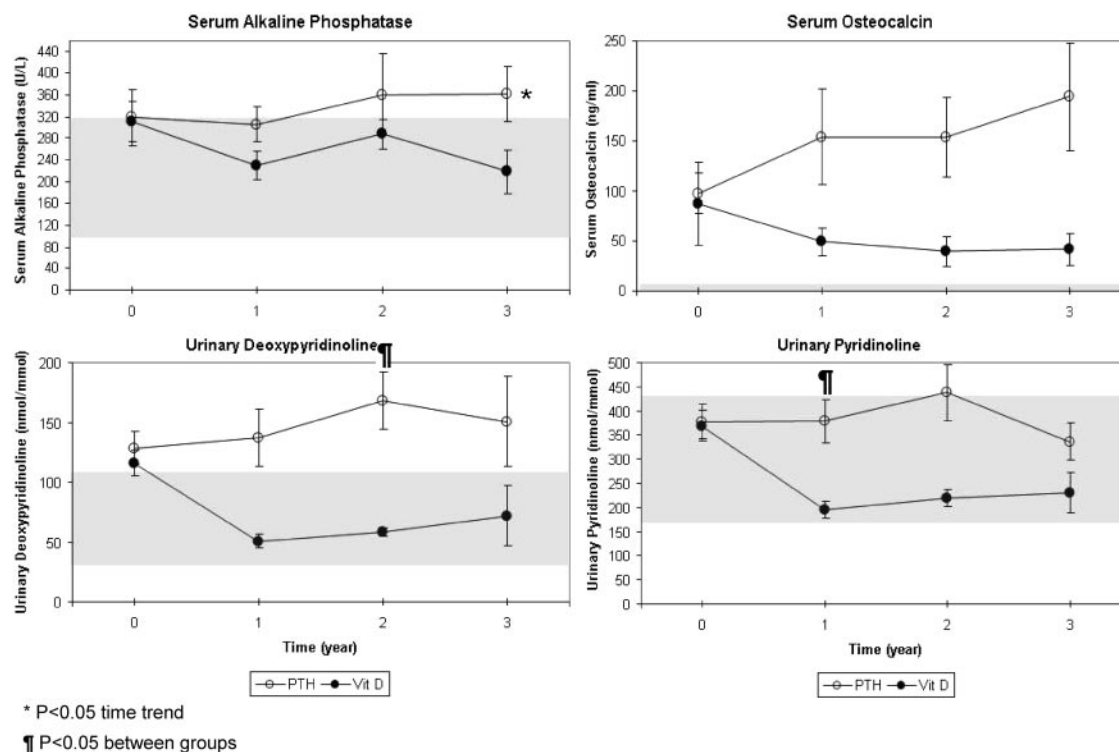 Serum Alkaline Phosphatase
Serum Alkaline Phosphatase (U/L)
440
400
360
320
280
240
200
160
120
80
40
0
0 1 2 3
*
Serum Osteocalcin
Serum Osteocalcin (ng/ml)
250
200
150
100
50
0
0 1 2 3
Urinary Deoxypyridinoline
¶
Urinary Deoxypyridinoline (nmol/mmol)
200
150
100
50
0
0 1 2 3
Time (year)
Urinary Pyridinoline
¶
Urinary Pyridinoline (nmol/mmol)
500
450
400
350
300
250
200
150
100
50
0
0 1 2 3
Time (year)
PTH Vit D
PTH Vit D
* P<0.05 time trend
¶ P<0.05 between groups